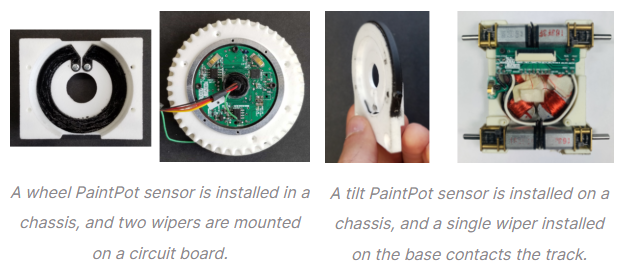 A wheel PaintPot sensor is installed in a
chassis, and two wipers are mounted
on a circuit board.
A tilt PaintPot sensor is installed on a
chassis, and a single wiper installed
on the base contacts the track.